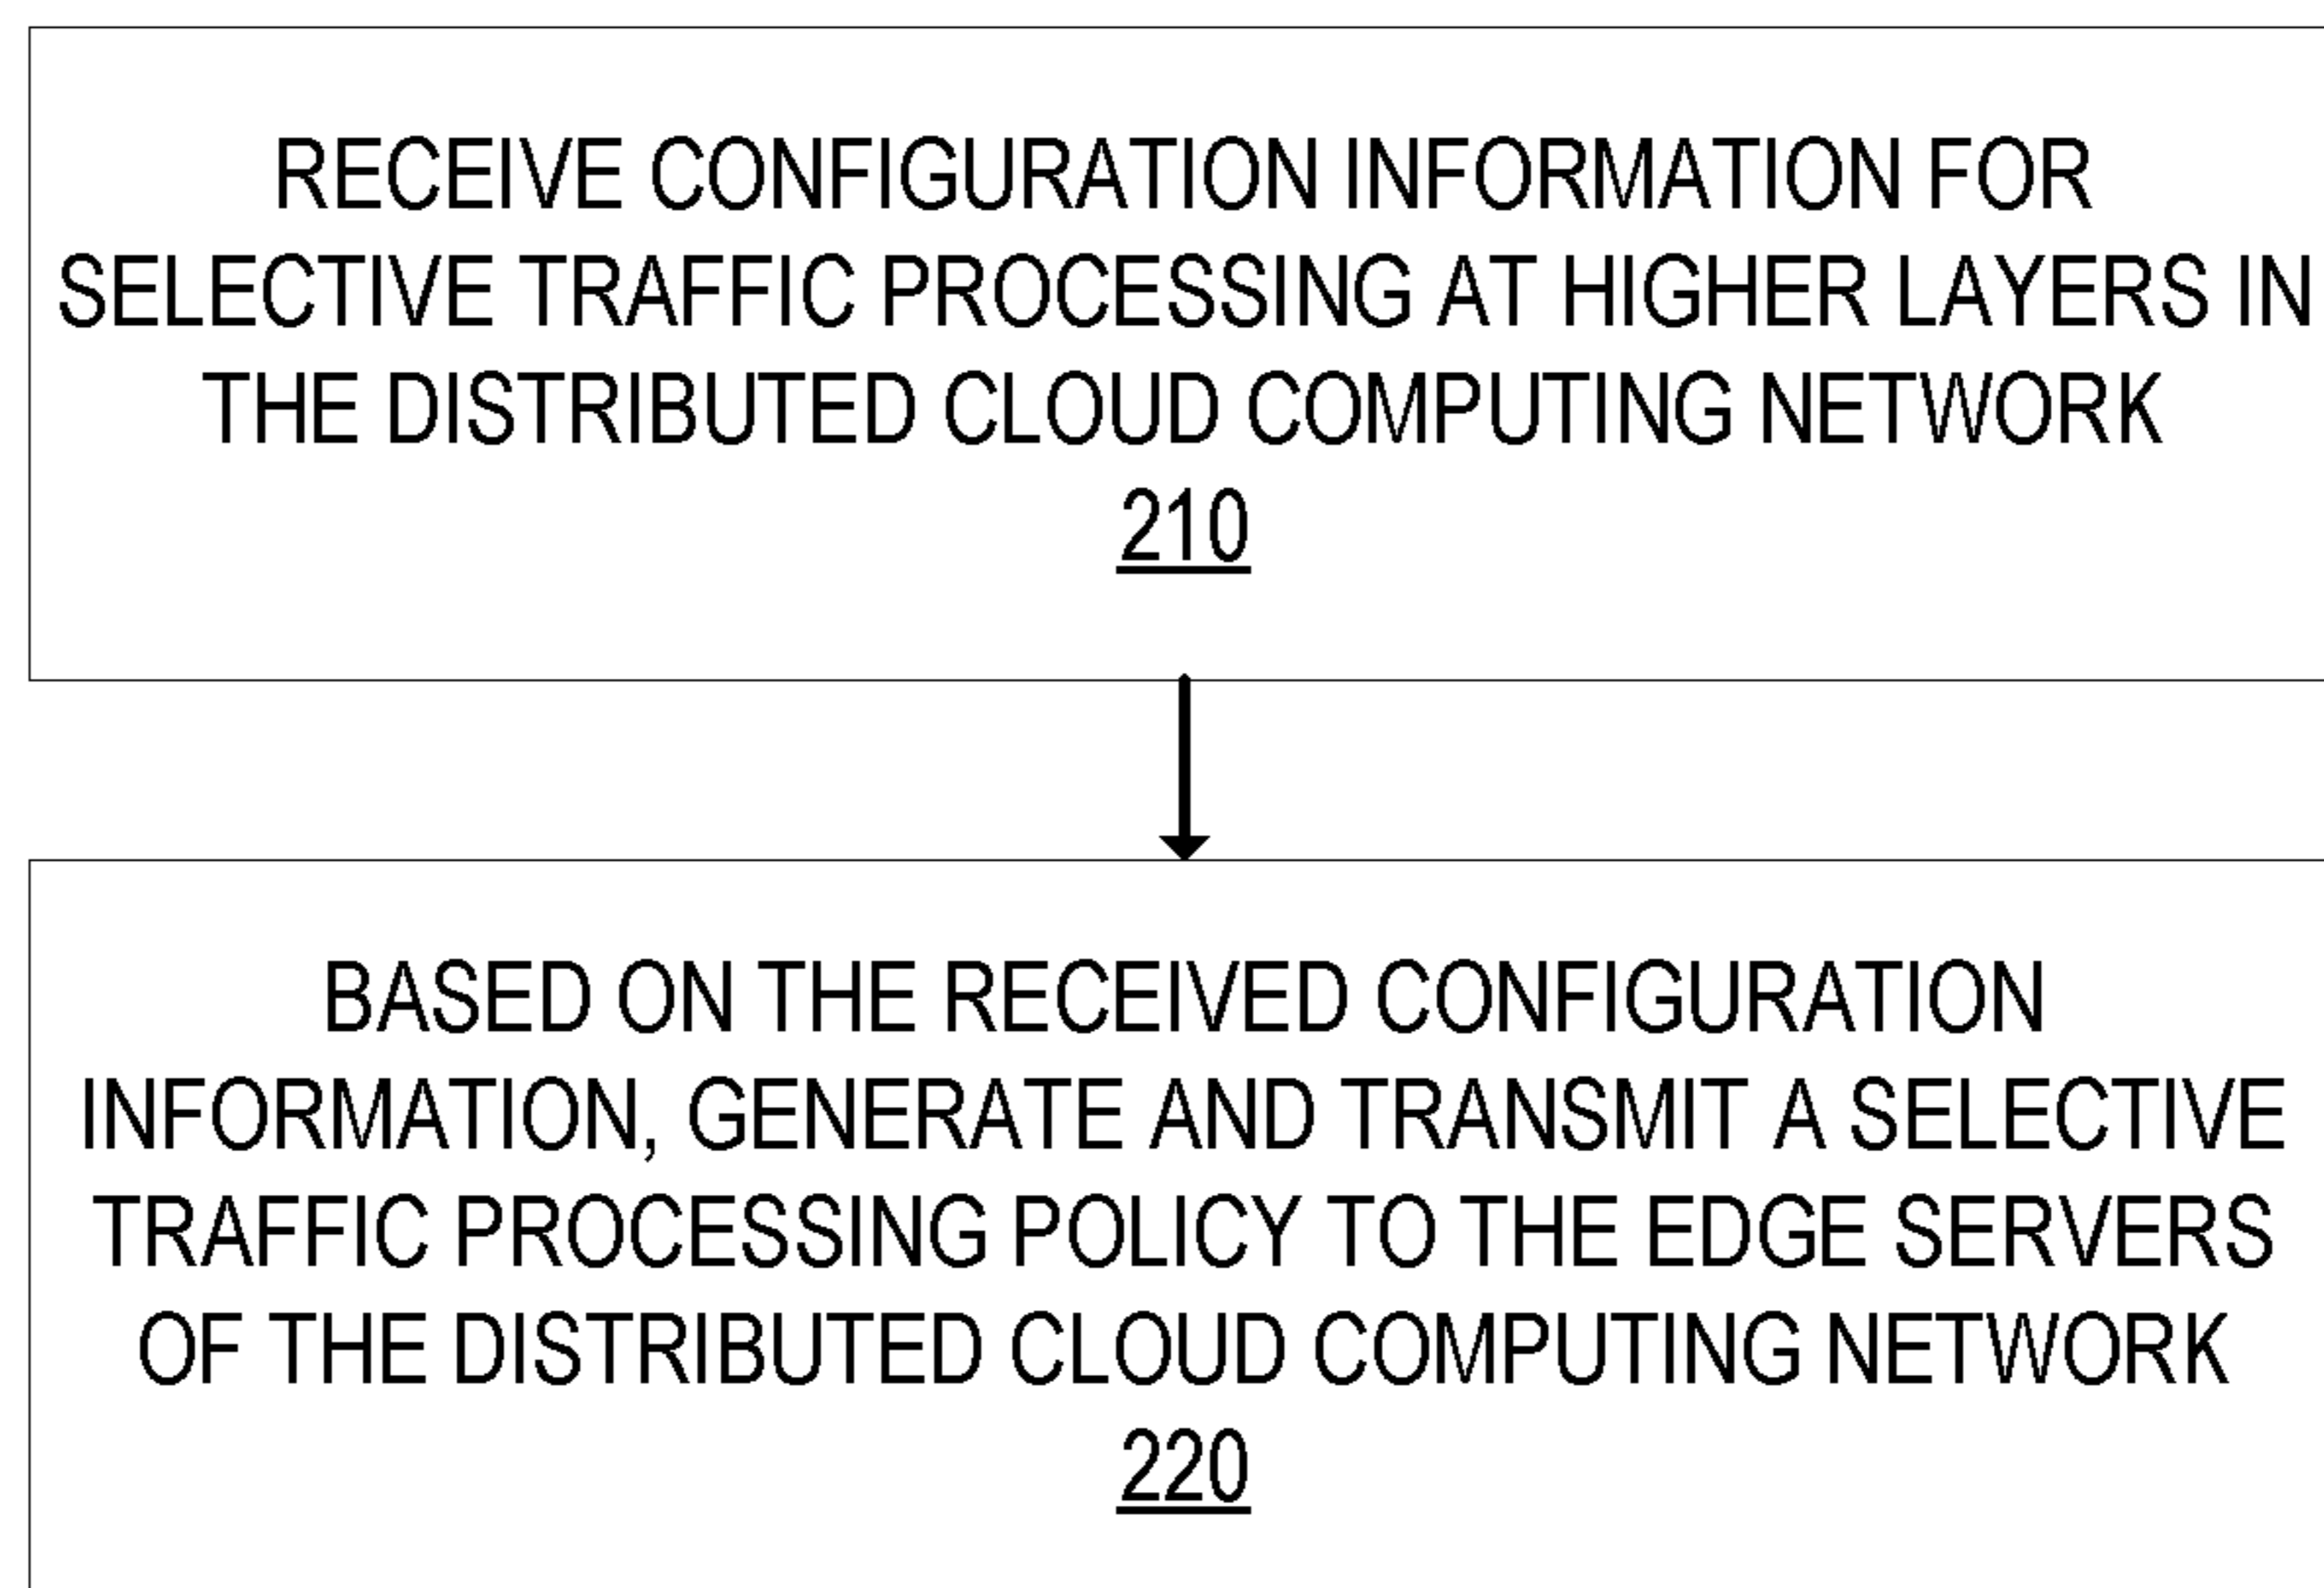 RECEIVE CONFIGURATION INFORMATION FOR
SELECTIVE TRAFFIC PROCESSING AT HIGHER LAYERS IN
THE DISTRIBUTED CLOUD COMPUTING NETWORK
210
BASED ON THE RECEIVED CONFIGURATION
INFORMATION, GENERATE AND TRANSMIT A SELECTIVE
TRAFFIC PROCESSING POLICY TO THE EDGE SERVERS
OF THE DISTRIBUTED CLOUD COMPUTING NETWORK
220